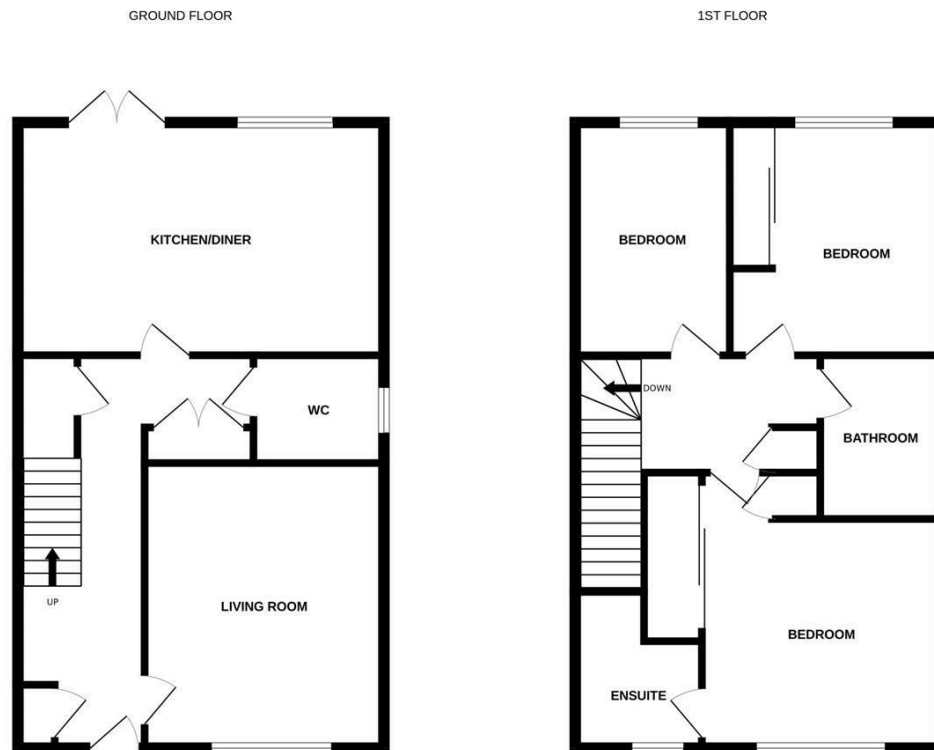 GROUND FLOOR
1ST FLOOR
KITCHEN/DINER
WC
UP
LIVING ROOM
BEDROOM
BEDROOM
DOWN
BATHROOM
BEDROOM
ENSUITE